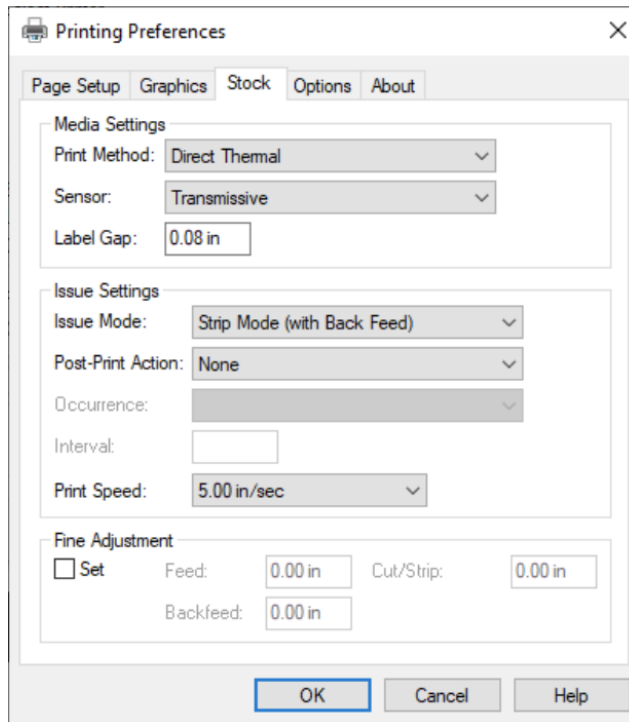 Printing Preferences
Page Setup Graphics Stock Options About
Media Settings
Print Method: Direct Thermal
Sensor: Transmissive
Label Gap: 0.08 in
Issue Settings
Issue Mode: Strip Mode (with Back Feed)
Post-Print Action: None
Occurrence:
Interval:
Print Speed: 5.00 in/sec
Fine Adjustment
Set Feed: 0.00 in Cut/Strip: 0.00 in
Backfeed: 0.00 in
OK Cancel Help